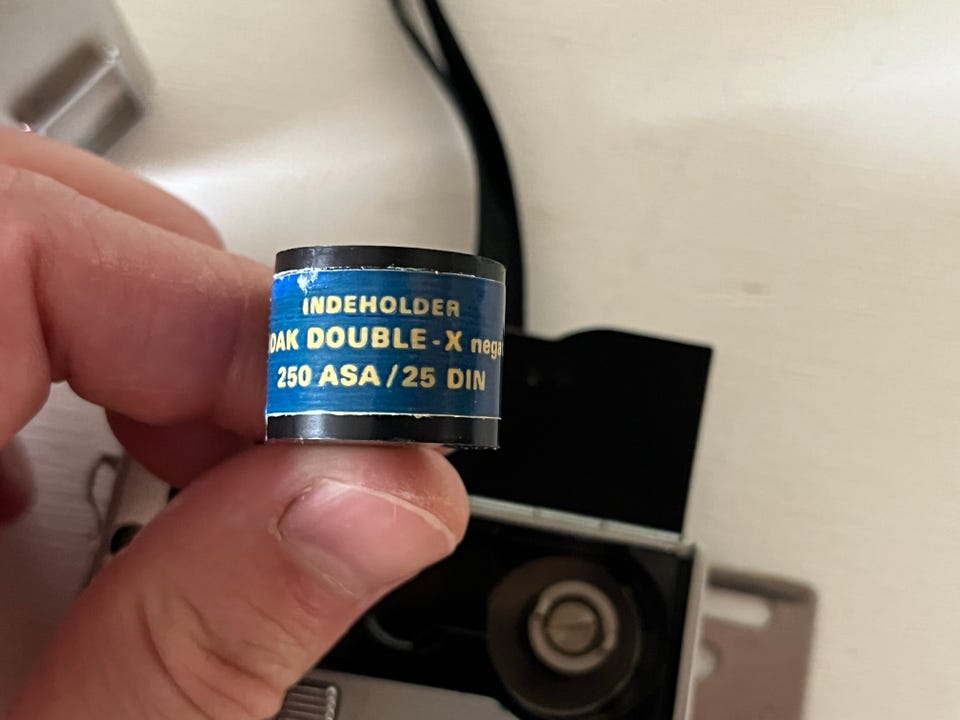 INDEHOLDER
DAK DOUBLE-X nega
250 ASA/25 DIN